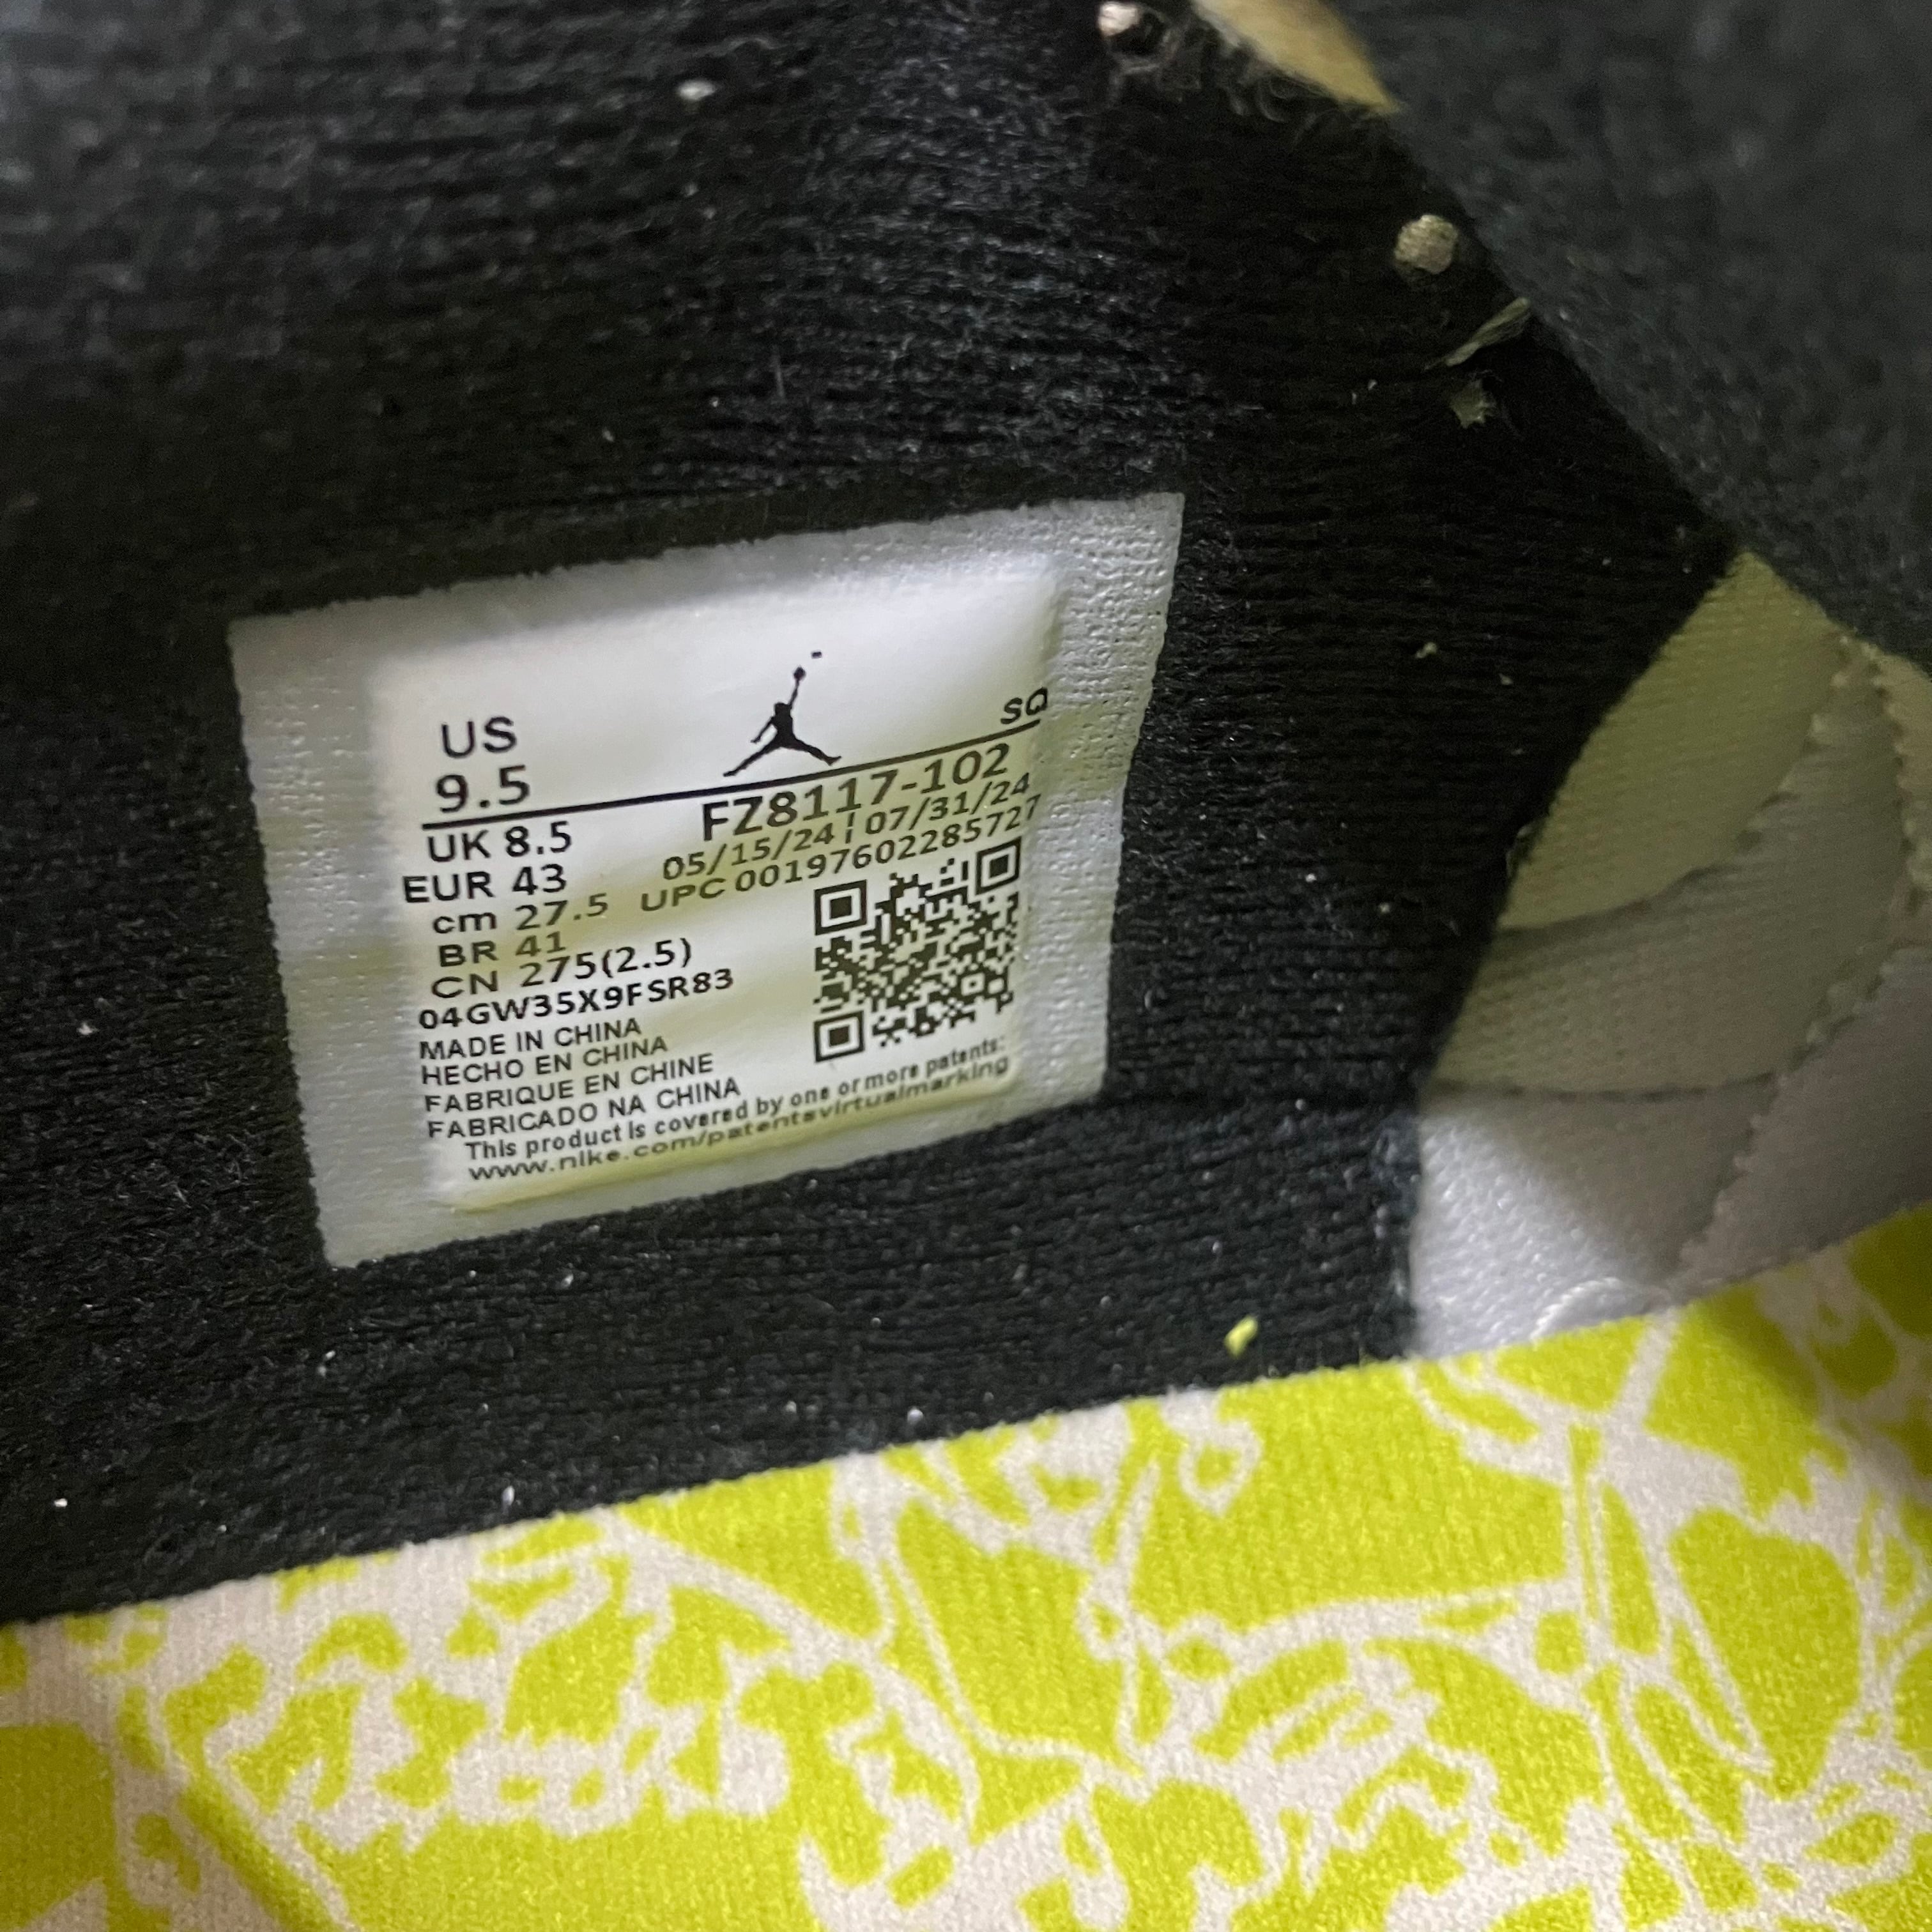 US
9.5
SQ
UK 8.5
FZ8117-102
EUR 43
05/15/24 ¦ 07/31/24
cm 27.5
UPC 00197602285727
BR 41
CN 275(2.5)
04GW35X9FSR83
MADE IN CHINA
HECHO EN CHINA
FABRIQUE EN CHINE
FABRICADO NA CHINA
This product is covered by one or more patents:
www.nike.com/patentsvirtualmarking